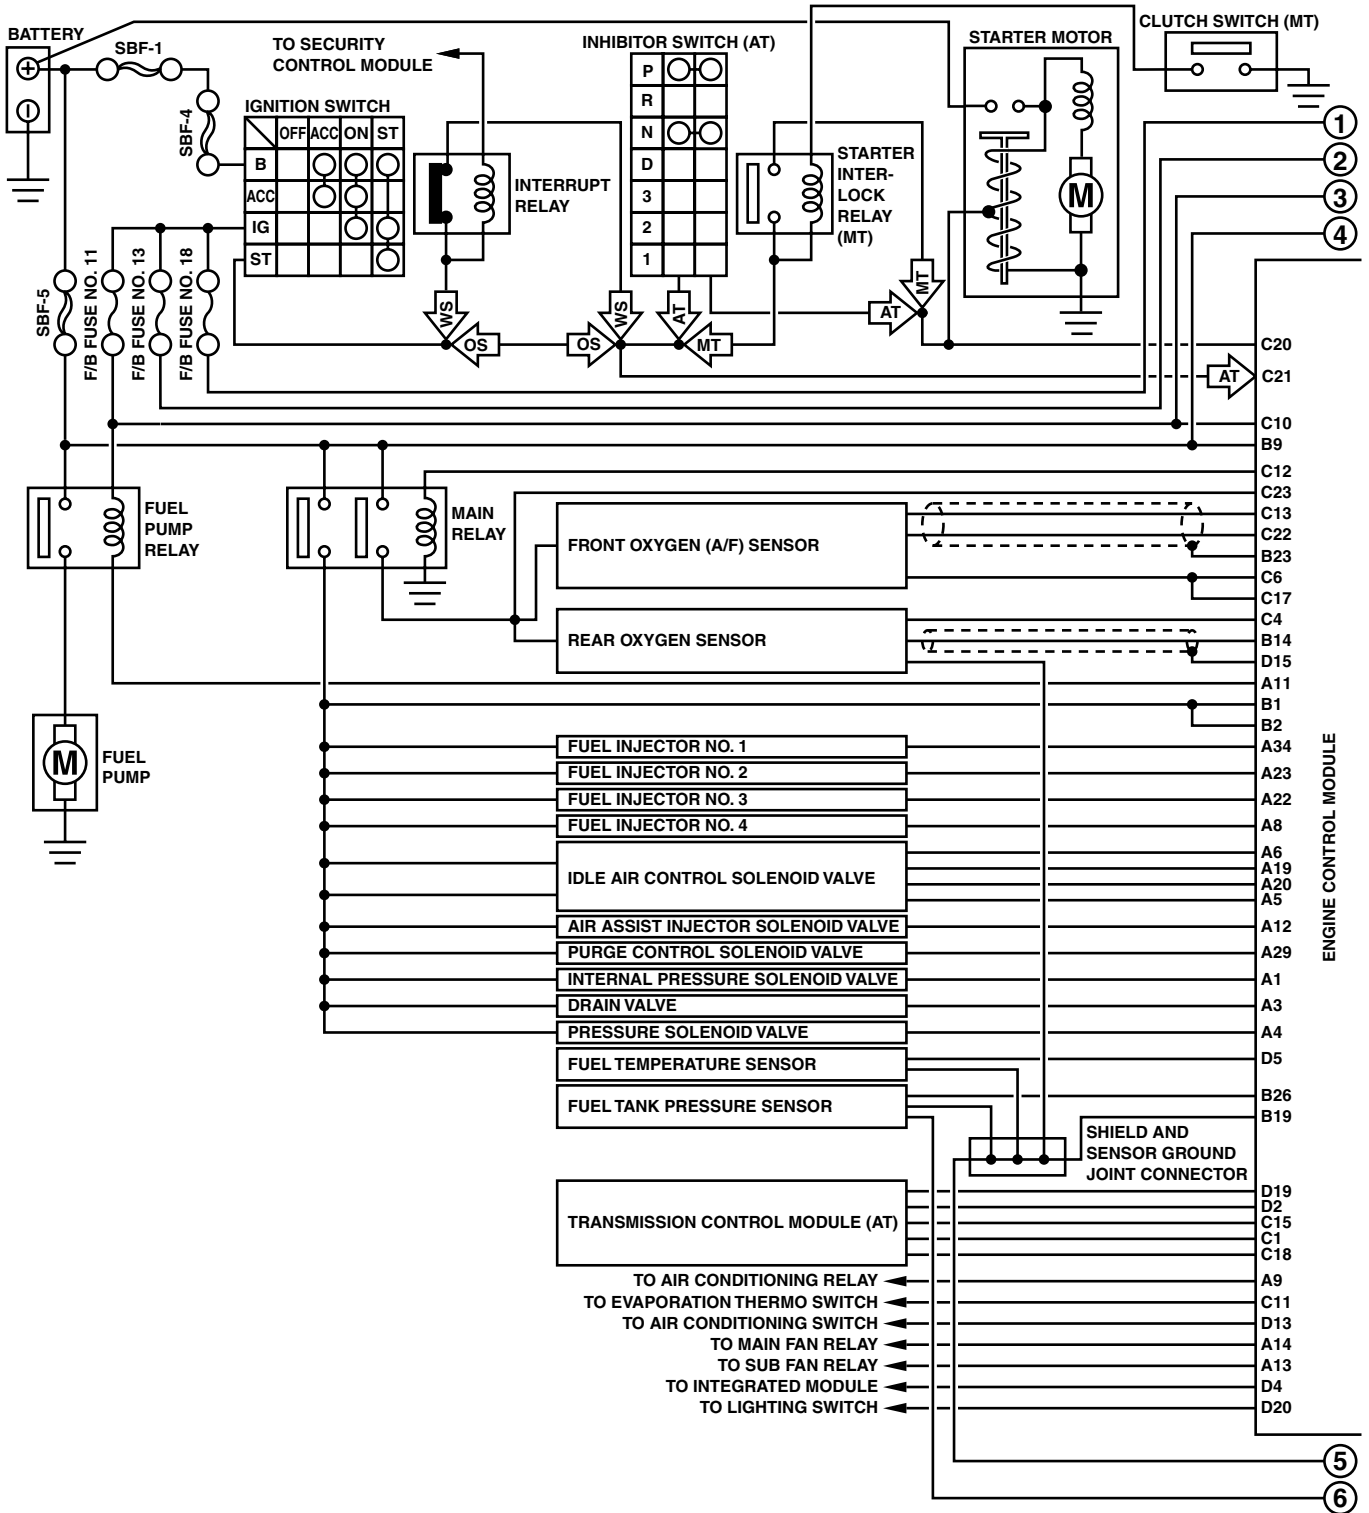 BATTERY
SBF-1
SBF-4
TO SECURITY
CONTROL MODULE
IGNITION SWITCH
OFF ACC ON ST
B
ACC
IG
ST
INTERRUPT
RELAY
INHIBITOR SWITCH (AT)
P
R
N
D
3
2
1
STARTER
INTER-
LOCK
RELAY
(MT)
STARTER MOTOR
M
CLUTCH SWITCH (MT)
1
2
3
4
SBF-5
F/B FUSE NO. 11
F/B FUSE NO. 13
F/B FUSE NO. 18
WS
OS
OS
WS
AT
MT
AT
MT
AT
C20
C21
C10
B9
C12
C23
C13
C22
B23
C6
C17
C4
B14
D15
A11
B1
B2
A34
A23
A22
A8
A6
A19
A20
A5
A12
A29
A1
A3
A4
D5
B26
B19
D19
D2
C15
C1
C18
A9
C11
D13
A14
A13
D4
D20
ENGINE CONTROL MODULE
FUEL
PUMP
RELAY
MAIN
RELAY
M
FUEL
PUMP
FRONT OXYGEN (A/F) SENSOR
REAR OXYGEN SENSOR
FUEL INJECTOR NO. 1
FUEL INJECTOR NO. 2
FUEL INJECTOR NO. 3
FUEL INJECTOR NO. 4
IDLE AIR CONTROL SOLENOID VALVE
AIR ASSIST INJECTOR SOLENOID VALVE
PURGE CONTROL SOLENOID VALVE
INTERNAL PRESSURE SOLENOID VALVE
DRAIN VALVE
PRESSURE SOLENOID VALVE
FUEL TEMPERATURE SENSOR
FUEL TANK PRESSURE SENSOR
SHIELD AND
SENSOR GROUND
JOINT CONNECTOR
TRANSMISSION CONTROL MODULE (AT)
TO AIR CONDITIONING RELAY
TO EVAPORATION THERMO SWITCH
TO AIR CONDITIONING SWITCH
TO MAIN FAN RELAY
TO SUB FAN RELAY
TO INTEGRATED MODULE
TO LIGHTING SWITCH
5
6